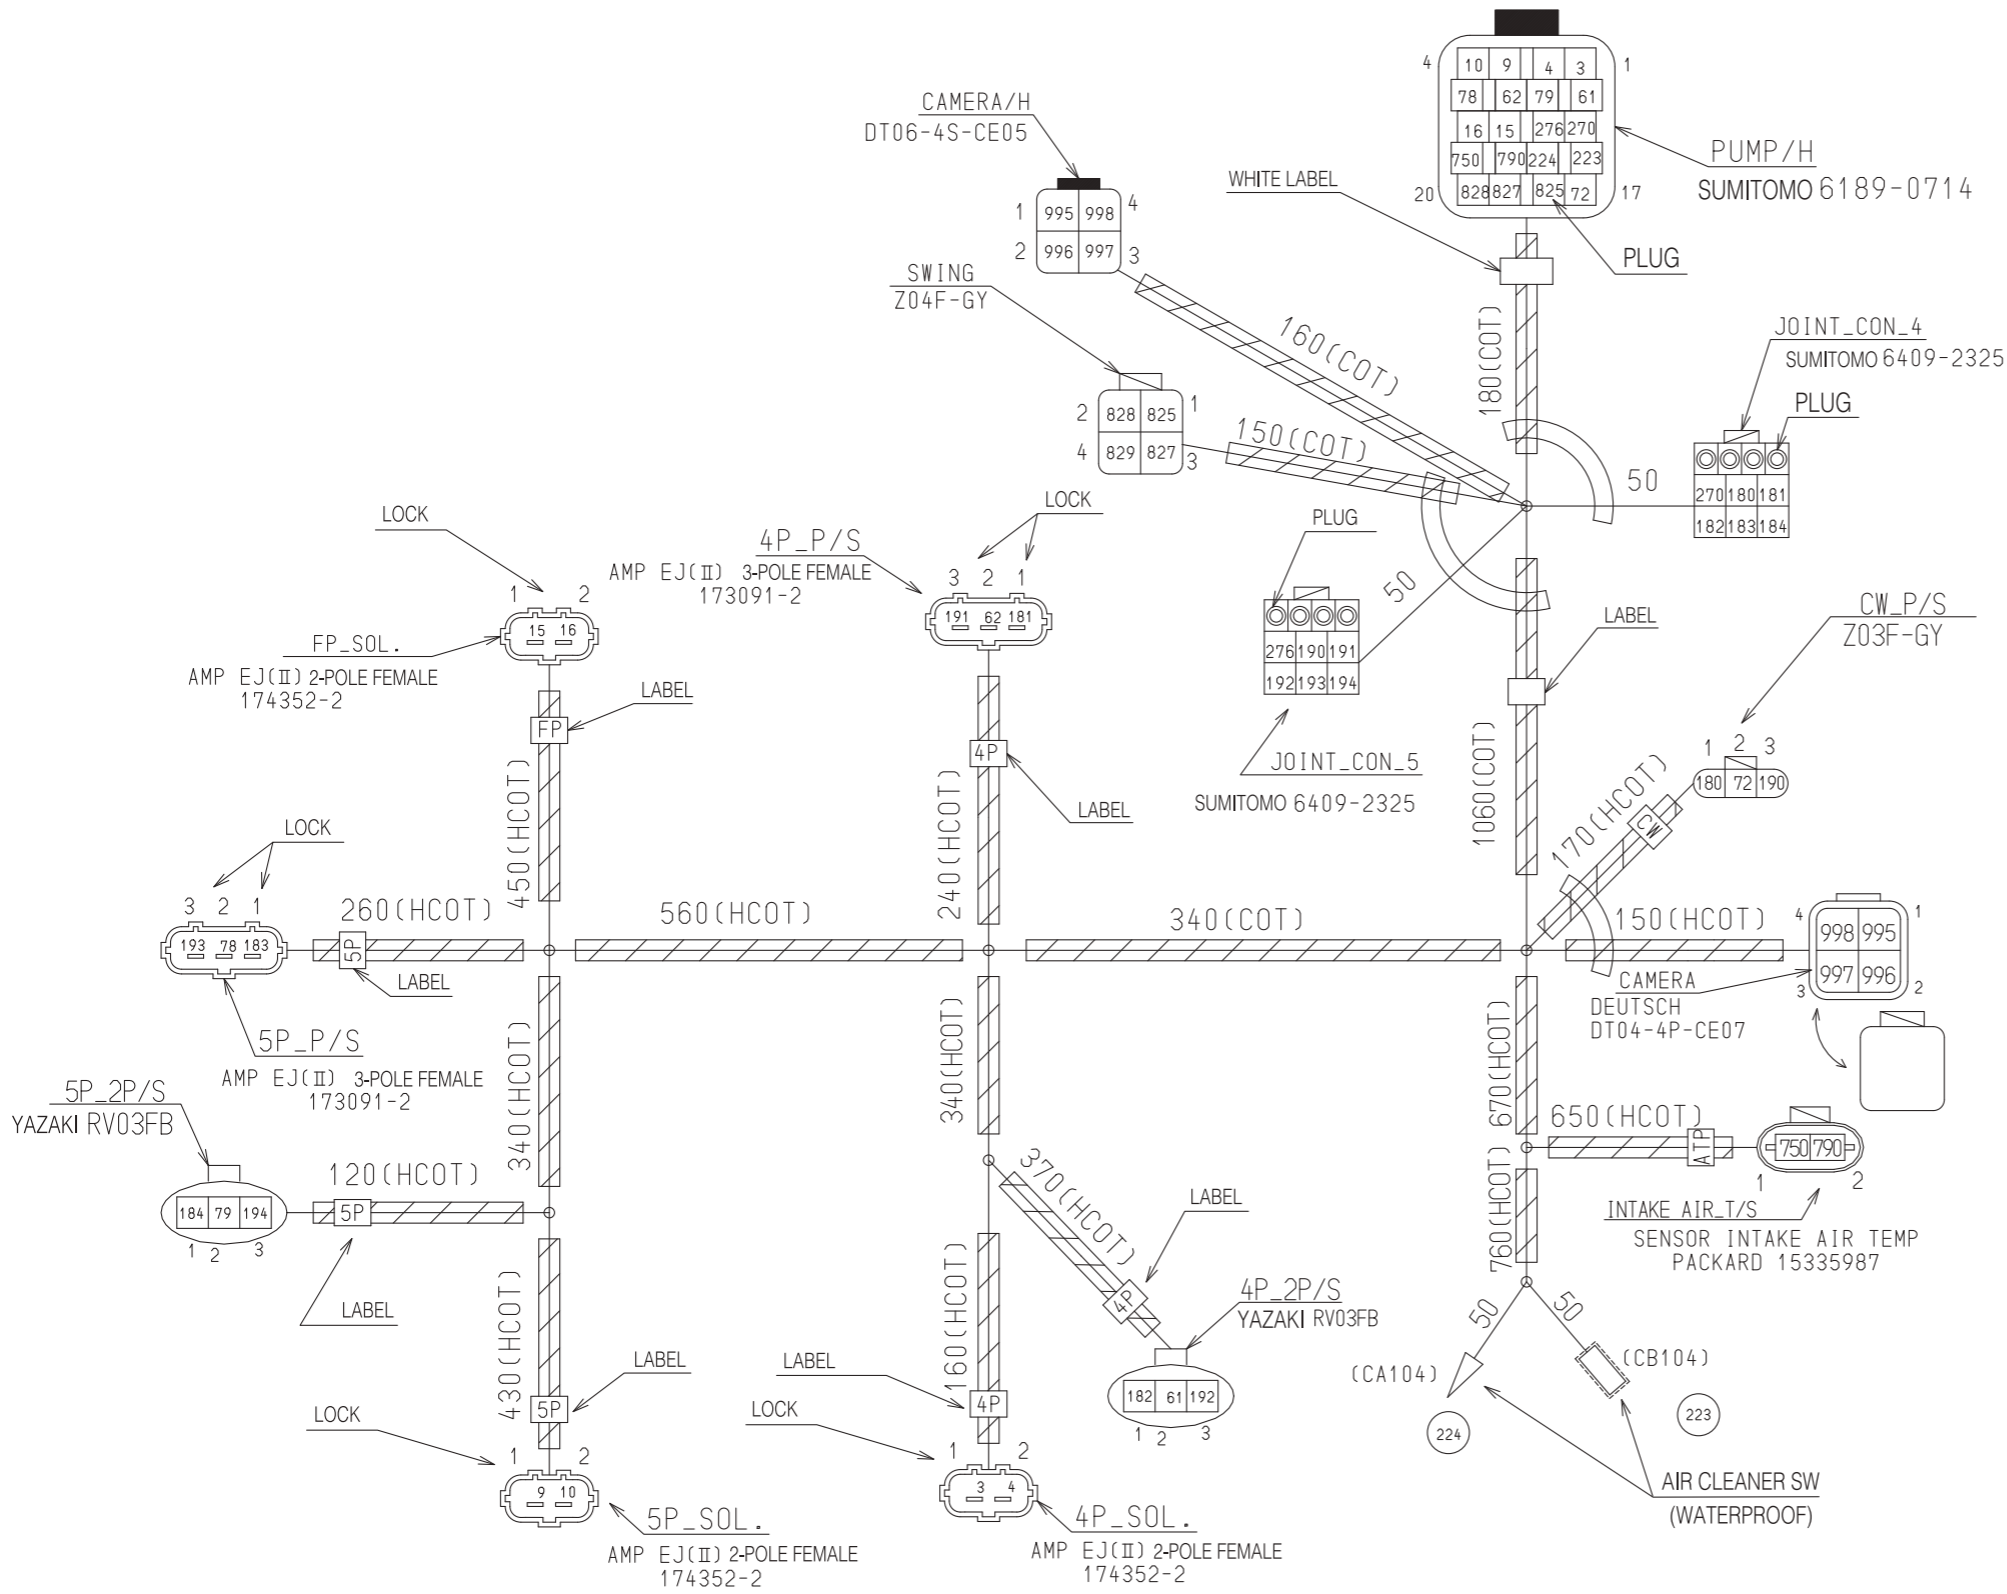 4
10 9 4 3
1
78 62 79 61
16 15 276 270
750 790 224 223
20
828 827 825 72
17
PUMP/H
SUMITOMO 6189-0714
PLUG
WHITE LABEL
180(COT)
CAMERA/H
DT06-4S-CE05
1
995 998
4
2
996 997
3
160(COT)
SWING
Z04F-GY
2
828 825
1
4
829 827
3
150(COT)
JOINT_CON_4
SUMITOMO 6409-2325
PLUG
50
270 180 181
182 183 184
PLUG
50
276 190 191
192 193 194
JOINT_CON_5
SUMITOMO 6409-2325
LABEL
1060(COT)
CW_P/S
Z03F-GY
1 2 3
180 72 190
170(HCOT)
CW
LOCK
1 2
15 16
FP_SOL.
AMP EJ(II) 2-POLE FEMALE
174352-2
LABEL
FP
450(HCOT)
LOCK
4P_P/S
AMP EJ(II) 3-POLE FEMALE
173091-2
3 2 1
191 62 181
4P
LABEL
240(HCOT)
LOCK
3 2 1
193 78 183
260(HCOT)
5P
LABEL
5P_P/S
AMP EJ(II) 3-POLE FEMALE
173091-2
560(HCOT)
340(COT)
150(HCOT)
4
998 995
1
997 996
3
2
CAMERA
DEUTSCH
DT04-4P-CE07
5P_2P/S
YAZAKI RV03FB
184 79 194
1 2 3
120(HCOT)
5P
LABEL
340(HCOT)
340(HCOT)
670(HCOT)
650(HCOT)
ATP
750 790
1 2
INTAKE AIR_T/S
SENSOR INTAKE AIR TEMP
PACKARD 15335987
370(HCOT)
4P
LABEL
4P_2P/S
YAZAKI RV03FB
182 61 192
1 2 3
760(HCOT)
50
50
(CA104)
(CB104)
224
223
AIR CLEANER SW
(WATERPROOF)
430(HCOT)
LABEL
5P
LOCK
1 2
9 10
5P_SOL.
AMP EJ(II) 2-POLE FEMALE
174352-2
160(HCOT)
LABEL
4P
LOCK
1 2
3 4
4P_SOL.
AMP EJ(II) 2-POLE FEMALE
174352-2